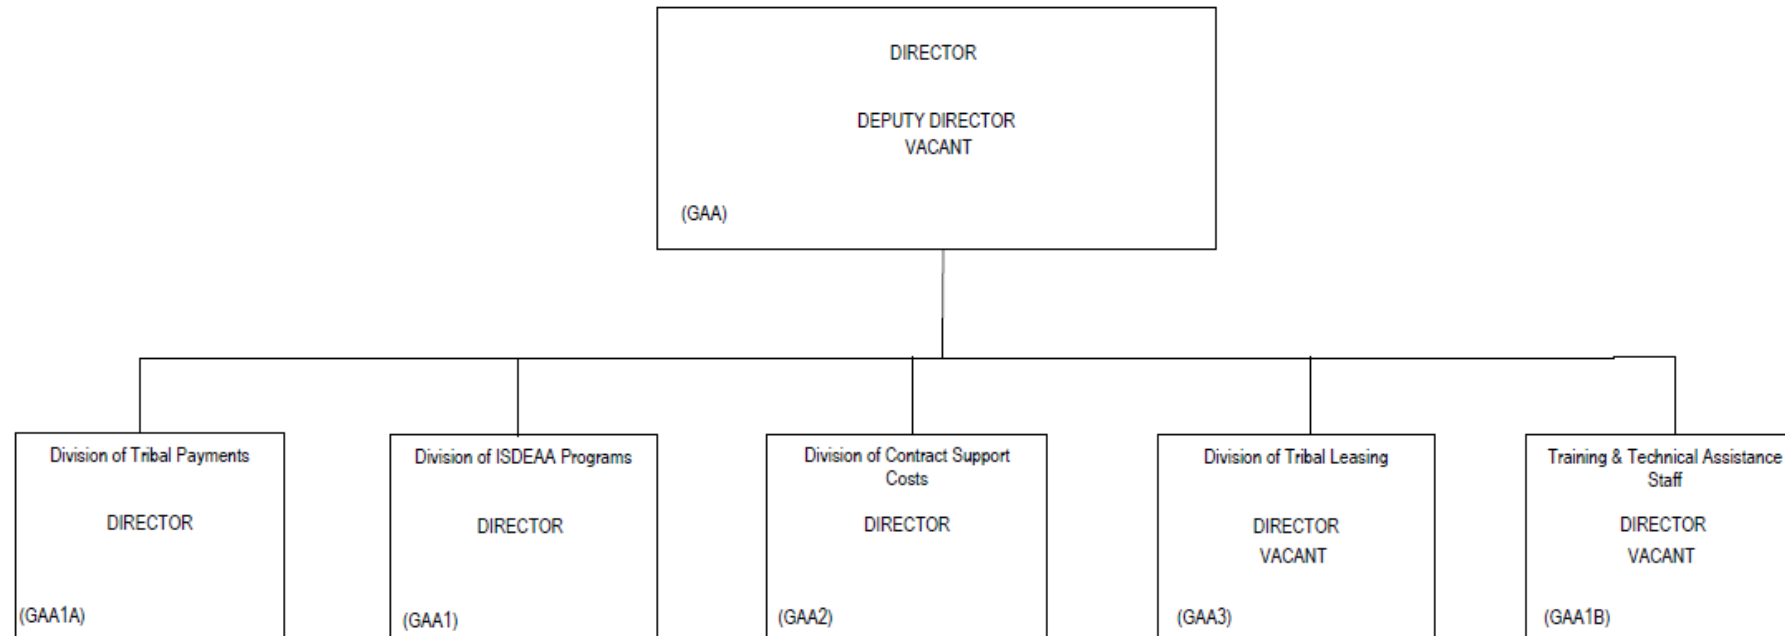 DIRECTOR
DEPUTY DIRECTOR
VACANT
(GAA)
Division of Tribal Payments
DIRECTOR
(GAA1A)
Division of ISDEAA Programs
DIRECTOR
(GAA1)
Division of Contract Support
Costs
DIRECTOR
(GAA2)
Division of Tribal Leasing
DIRECTOR
VACANT
(GAA3)
Training & Technical Assistance
Staff
DIRECTOR
VACANT
(GAA1B)